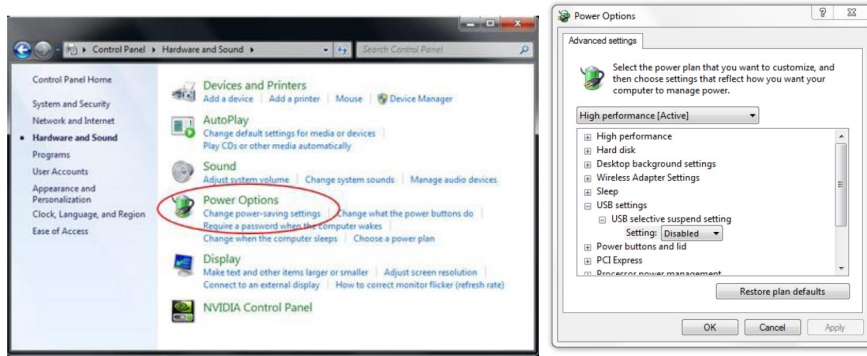 Control Panel ▸ Hardware and Sound ▸
Search Control Panel
Control Panel Home
System and Security
Network and Internet
Hardware and Sound
Programs
User Accounts
Appearance and
Personalization
Clock, Language, and Region
Ease of Access
Devices and Printers
Add a device | Add a printer | Mouse | Device Manager
AutoPlay
Change default settings for media or devices |
Play CDs or other media automatically
Sound
Adjust system volume | Change system sounds | Manage audio devices
Power Options
Change power-saving settings | Change what the power buttons do |
Require a password when the computer wakes |
Change when the computer sleeps | Choose a power plan
Display
Make text and other items larger or smaller | Adjust screen resolution |
Connect to an external display | How to correct monitor flicker (refresh rate)
NVIDIA Control Panel
Power Options
Advanced settings
Select the power plan that you want to customize, and
then choose settings that reflect how you want your
computer to manage power.
High performance [Active]
High performance
Hard disk
Desktop background settings
Wireless Adapter Settings
Sleep
USB settings
USB selective suspend setting
Setting: Disabled
Power buttons and lid
PCI Express
Processor power management
Restore plan defaults
OK Cancel Apply